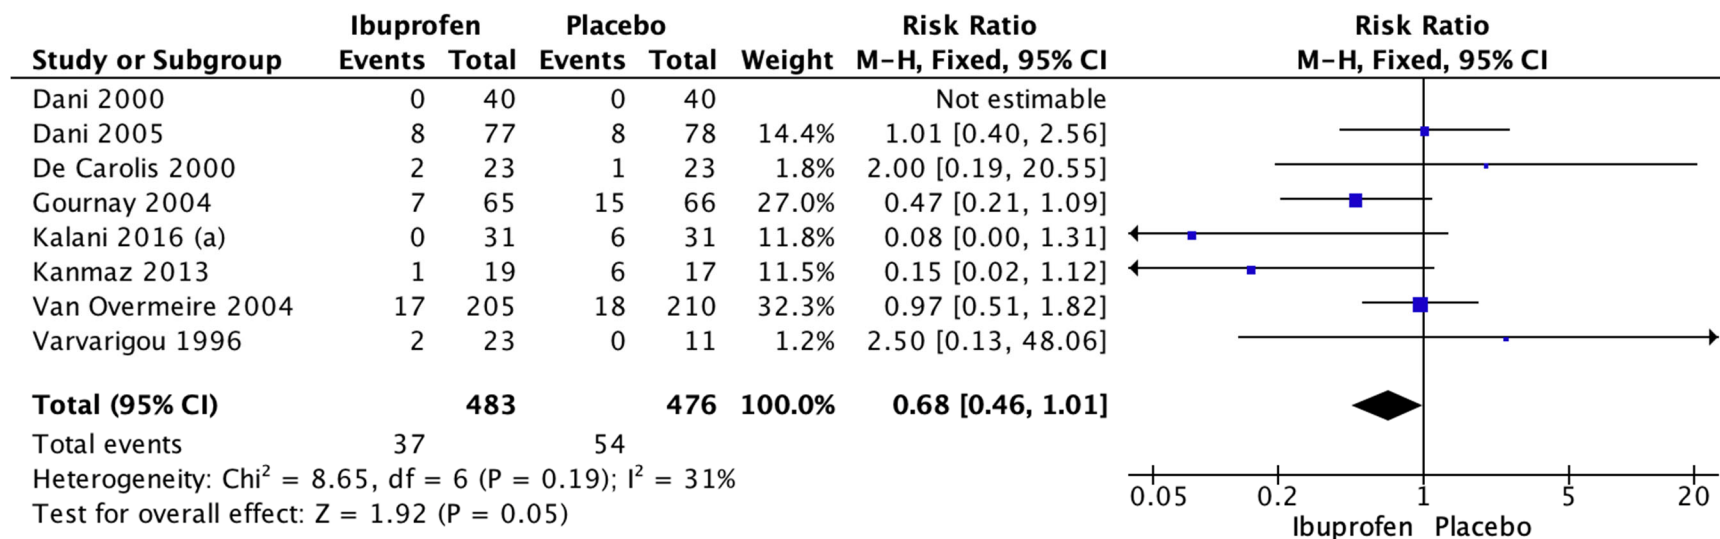 Ibuprofen Placebo Risk Ratio Risk Ratio
Study or Subgroup Events Total Events Total Weight M-H, Fixed, 95% CI M-H, Fixed, 95% CI
Dani 2000 0 40 0 40 Not estimable
Dani 2005 8 77 8 78 14.4% 1.01 [0.40, 2.56]
De Carolis 2000 2 23 1 23 1.8% 2.00 [0.19, 20.55]
Gournay 2004 7 65 15 66 27.0% 0.47 [0.21, 1.09]
Kalani 2016 (a) 0 31 6 31 11.8% 0.08 [0.00, 1.31]
Kanmaz 2013 1 19 6 17 11.5% 0.15 [0.02, 1.12]
Van Overmeire 2004 17 205 18 210 32.3% 0.97 [0.51, 1.82]
Varvarigou 1996 2 23 0 11 1.2% 2.50 [0.13, 48.06]
Total (95% CI) 483 476 100.0% 0.68 [0.46, 1.01]
Total events 37 54
Heterogeneity: Chi² = 8.65, df = 6 (P = 0.19); I² = 31%
Test for overall effect: Z = 1.92 (P = 0.05)
0.05 0.2 1 5 20
Ibuprofen Placebo